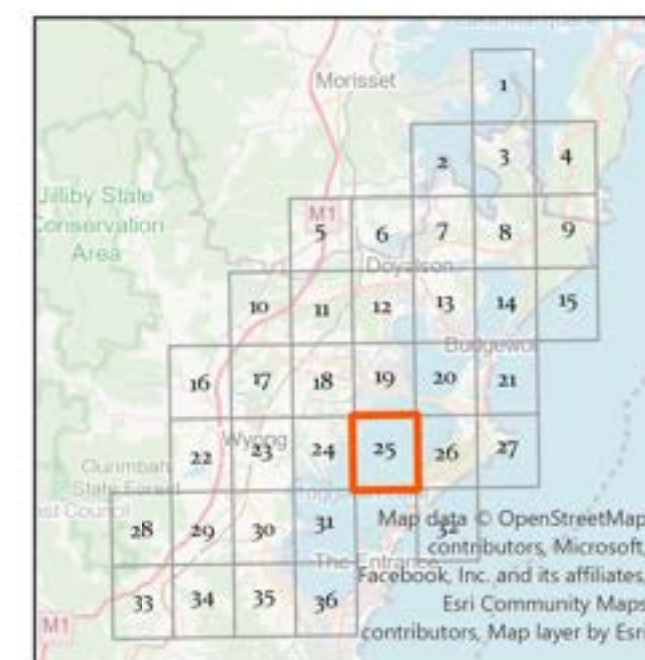 Morisset
1
2 3 4
Jilliby State
Conservation
Area
M1
5 6 7 8 9
Doyalson
10 11 12 13 14 15
Budgewoi
16 17 18 19 20 21
Wyong
22 23 24 25 26 27
Ourimbah
State Forest
ast Council
28 29 30 31 32
Map data © OpenStreetMap
contributors, Microsoft,
The Entrance
Facebook, Inc. and its affiliates,
33 34 35 36
Esri Community Maps
M1
contributors, Map layer by Esri